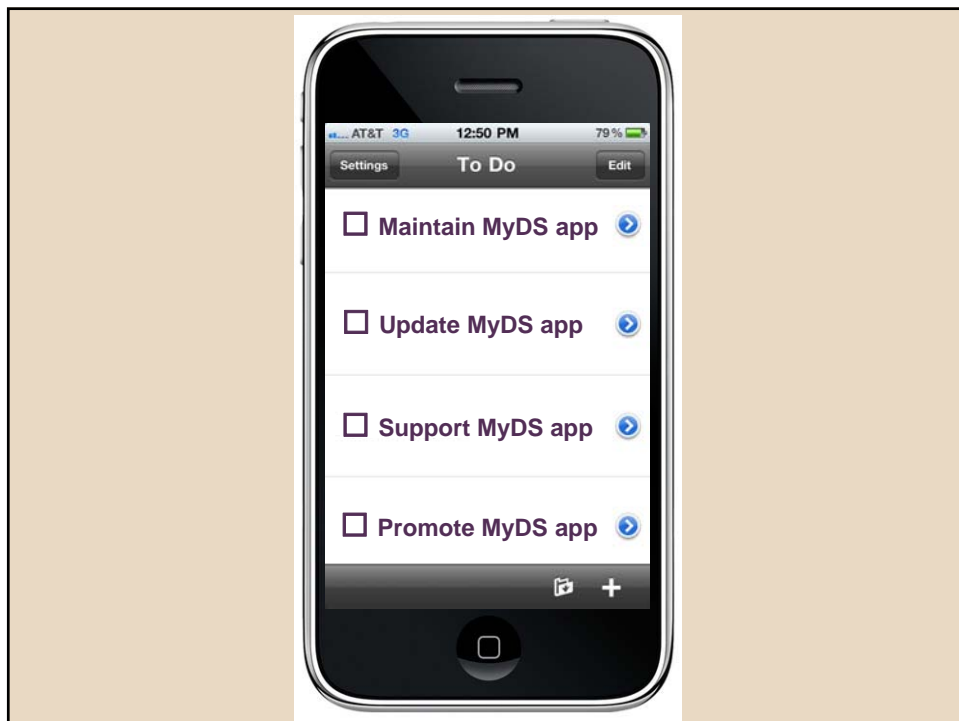 AT&T 3G 12:50 PM 79%
Settings To Do Edit
Maintain MyDS app
Update MyDS app
Support MyDS app
Promote MyDS app